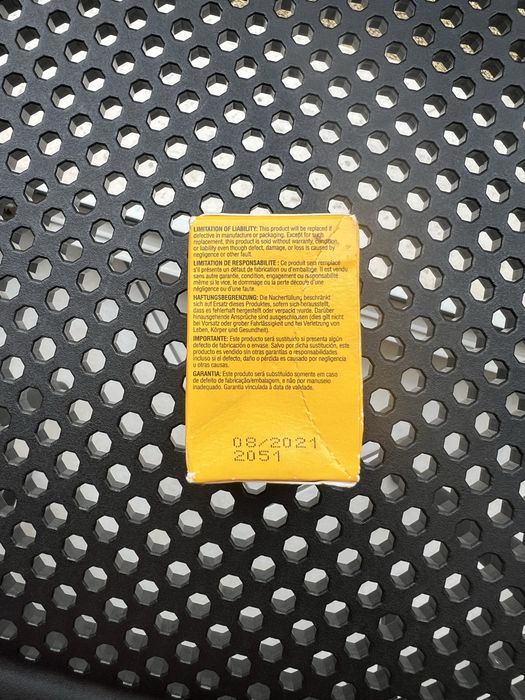 LIMITATION OF LIABILITY: This product will be replaced if
defective in manufacture or packaging. Except for such
replacement, this product is sold without warranty, condition,
or liability even though defect, damage, or loss is caused by
negligence or other fault.
LIMITATION DE RESPONSABILITE : Ce produit sera remplacé
s'il présente un défaut de fabrication ou d'emballage. Il est vendu
sans autre garantie, condition, engagement ou responsabilité
même si le vice, le dommage ou la perte découle d'une
négligence ou d'une faute.
HAFTUNGSBEGRENZUNG: Die Nacherfüllung beschränkt
sich auf Ersatz dieses Produktes, sofern sich herausstellt,
dass es fehlerhaft hergestellt oder verpackt wurde. Darüber
hinausgehende Ansprüche sind ausgeschlossen (dies gilt nicht
bei Vorsatz oder grober Fahrlässigkeit und bei Verletzung von
Leben, Körper und Gesundheit).
IMPORTANTE: Este producto será sustituido si presenta algún
defecto de fabricación o envase. Salvo por dicha sustitución, este
producto es vendido sin otras garantías o responsabilidades
incluso si el defecto, daño o pérdida es causado por negligencia
u otras causas.
GARANTIA: Este produto será substituído somente em caso
de defeito de fabricação/embalagem, e não por manuseio
inadequado. Garantia vinculada à data de validade.
08/2021
2051